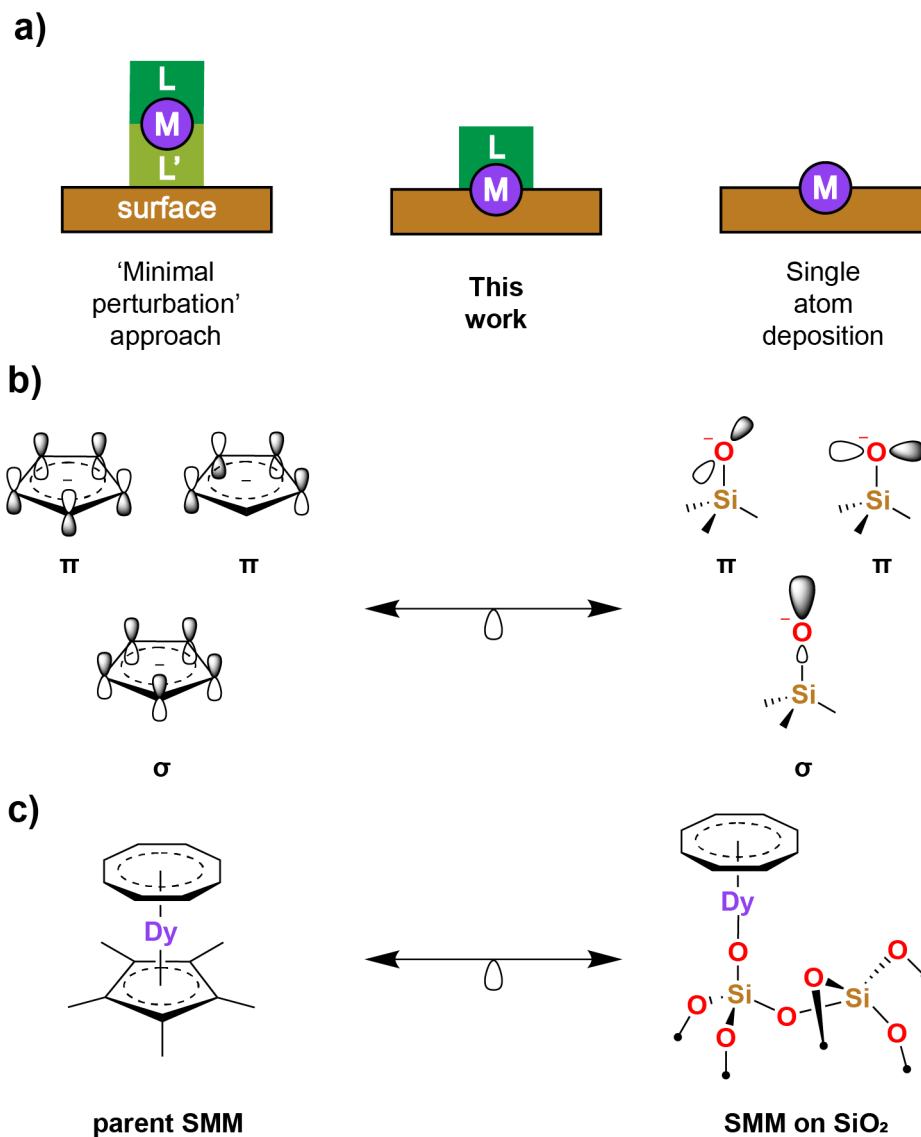 a)
L
M
L'
surface
L
M
M
'Minimal
perturbation'
approach
This
work
Single
atom
deposition
b)
−
−
π
π
−
O
Si
π
−
O
Si
π
−
σ
−
O
Si
σ
c)
Dy
parent SMM
Dy
O
Si
O
O
O
O
Si
O
O
SMM on SiO₂